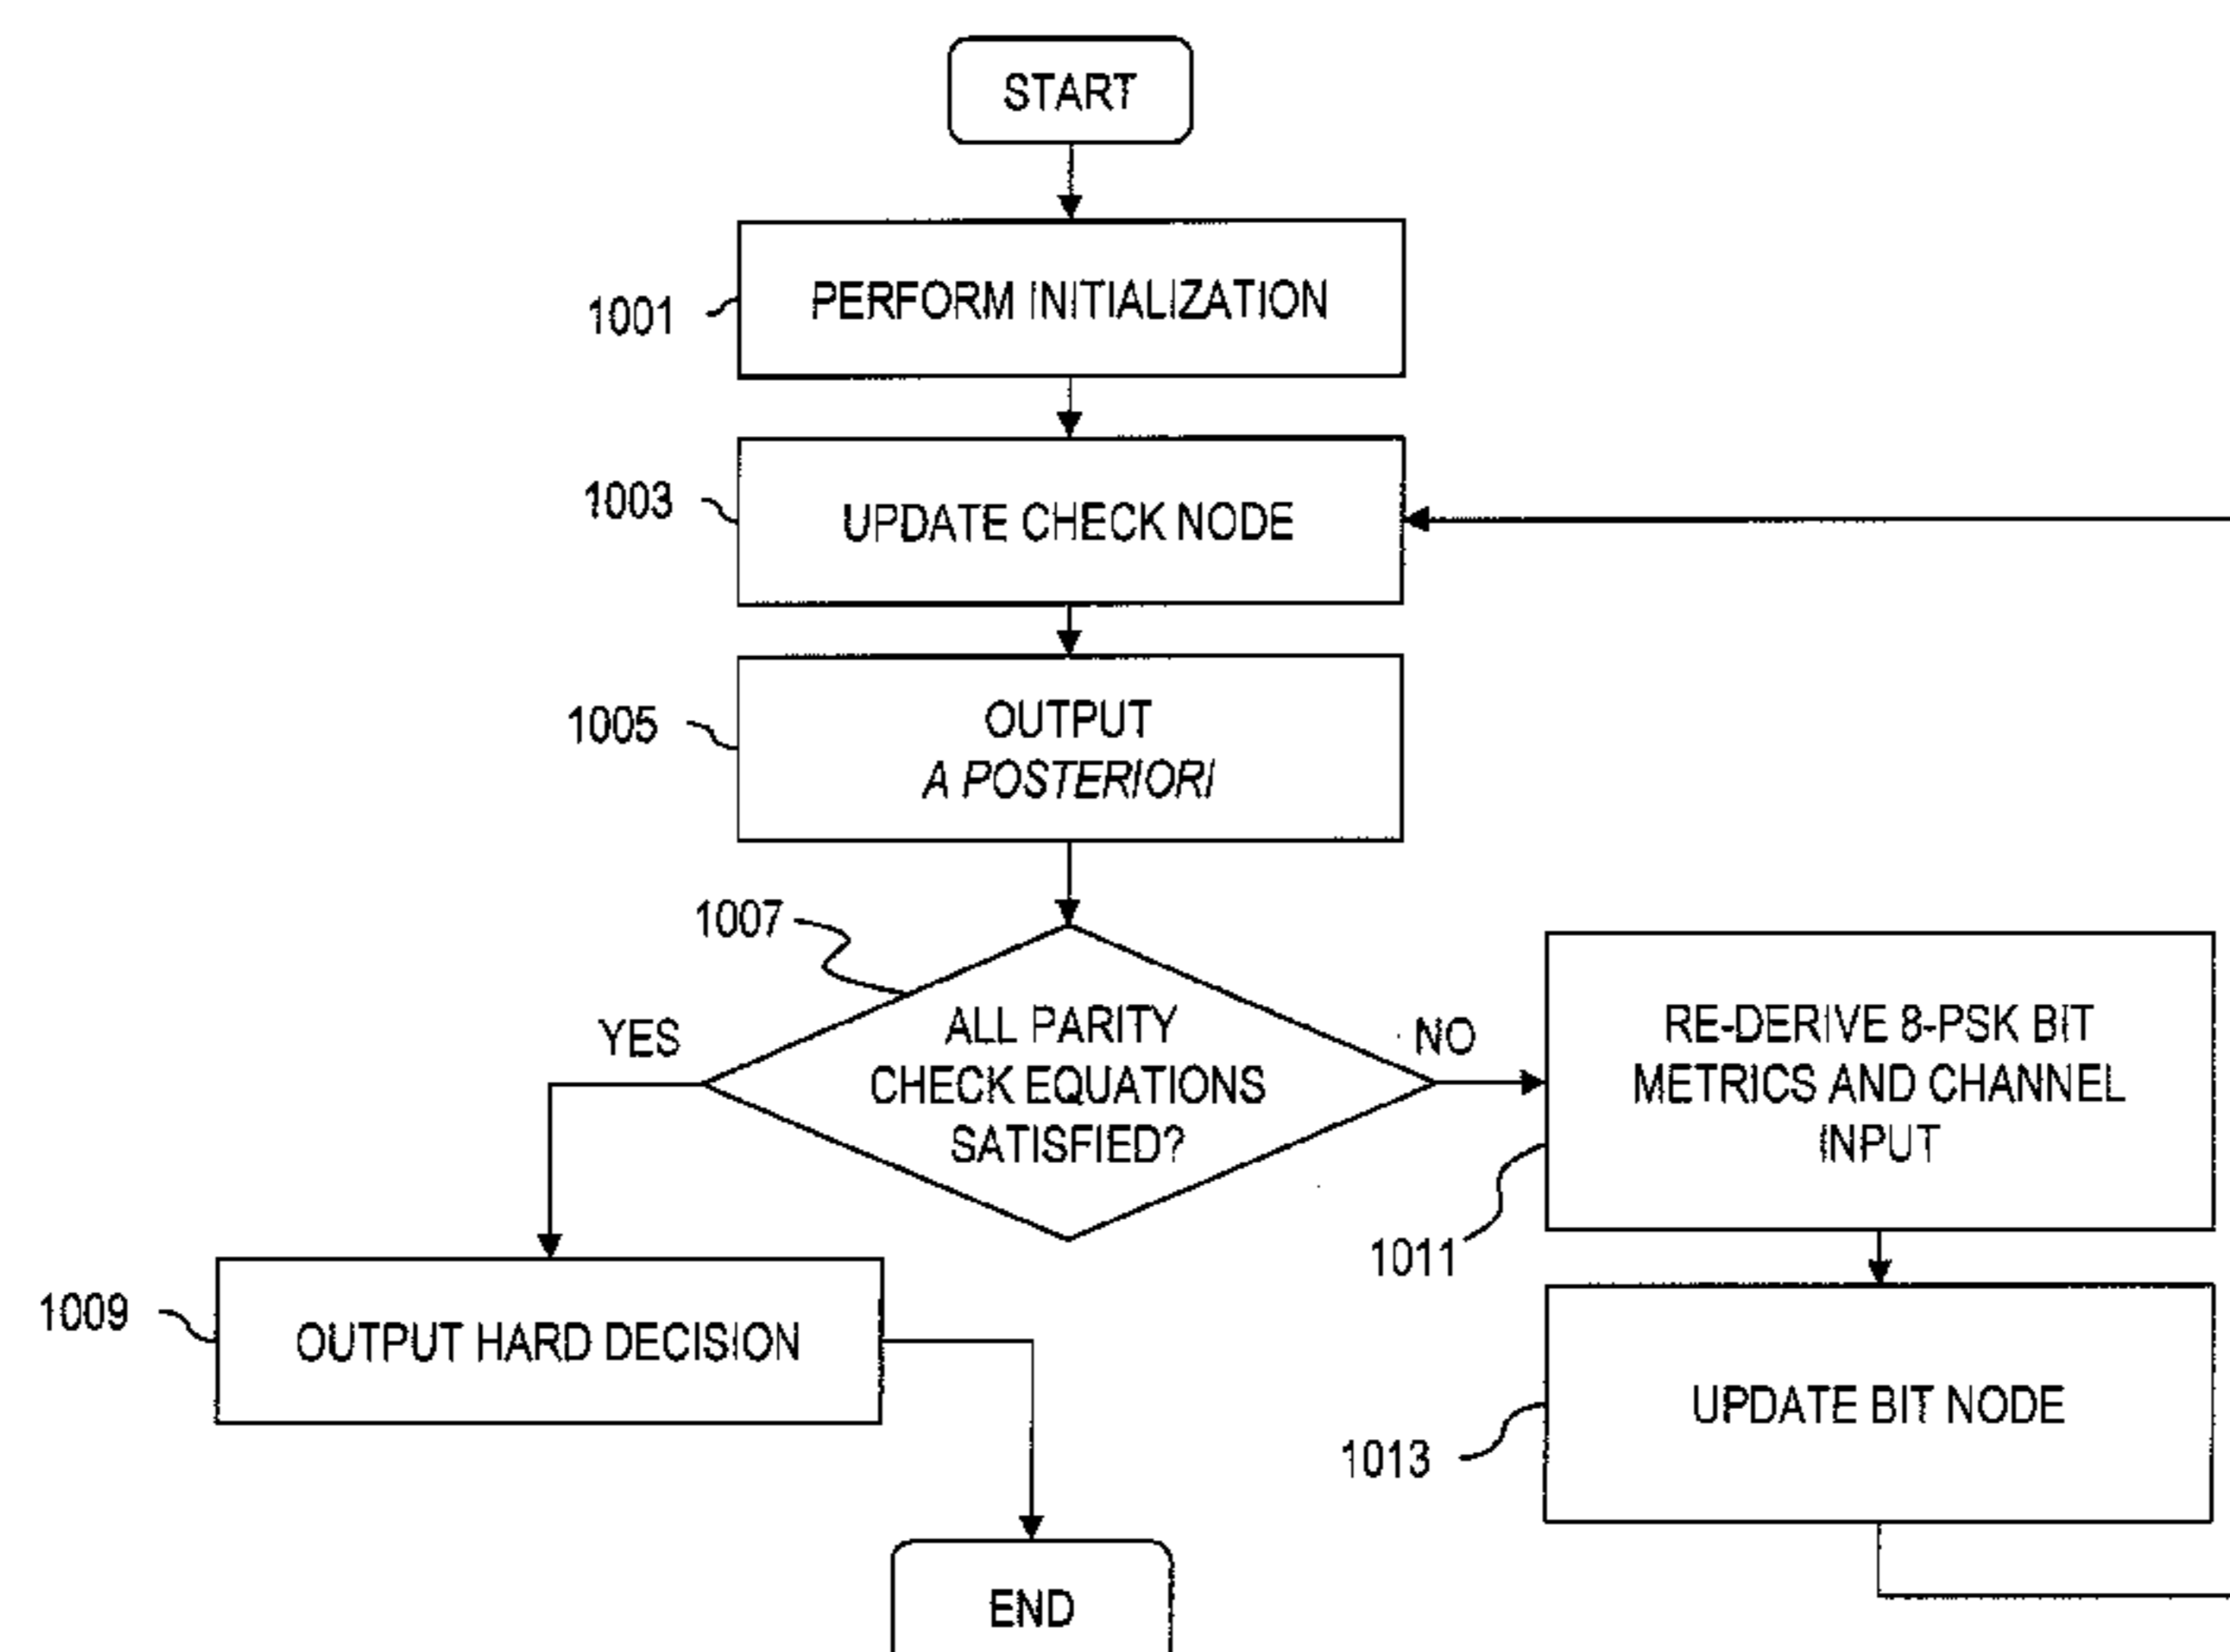 START
1001
PERFORM INITIALIZATION
1003
UPDATE CHECK NODE
1005
OUTPUT
A POSTERIORI
1007
ALL PARITY
CHECK EQUATIONS
SATISFIED?
YES
NO
RE-DERIVE 8-PSK BIT
METRICS AND CHANNEL
INPUT
1011
1009
OUTPUT HARD DECISION
UPDATE BIT NODE
1013
END